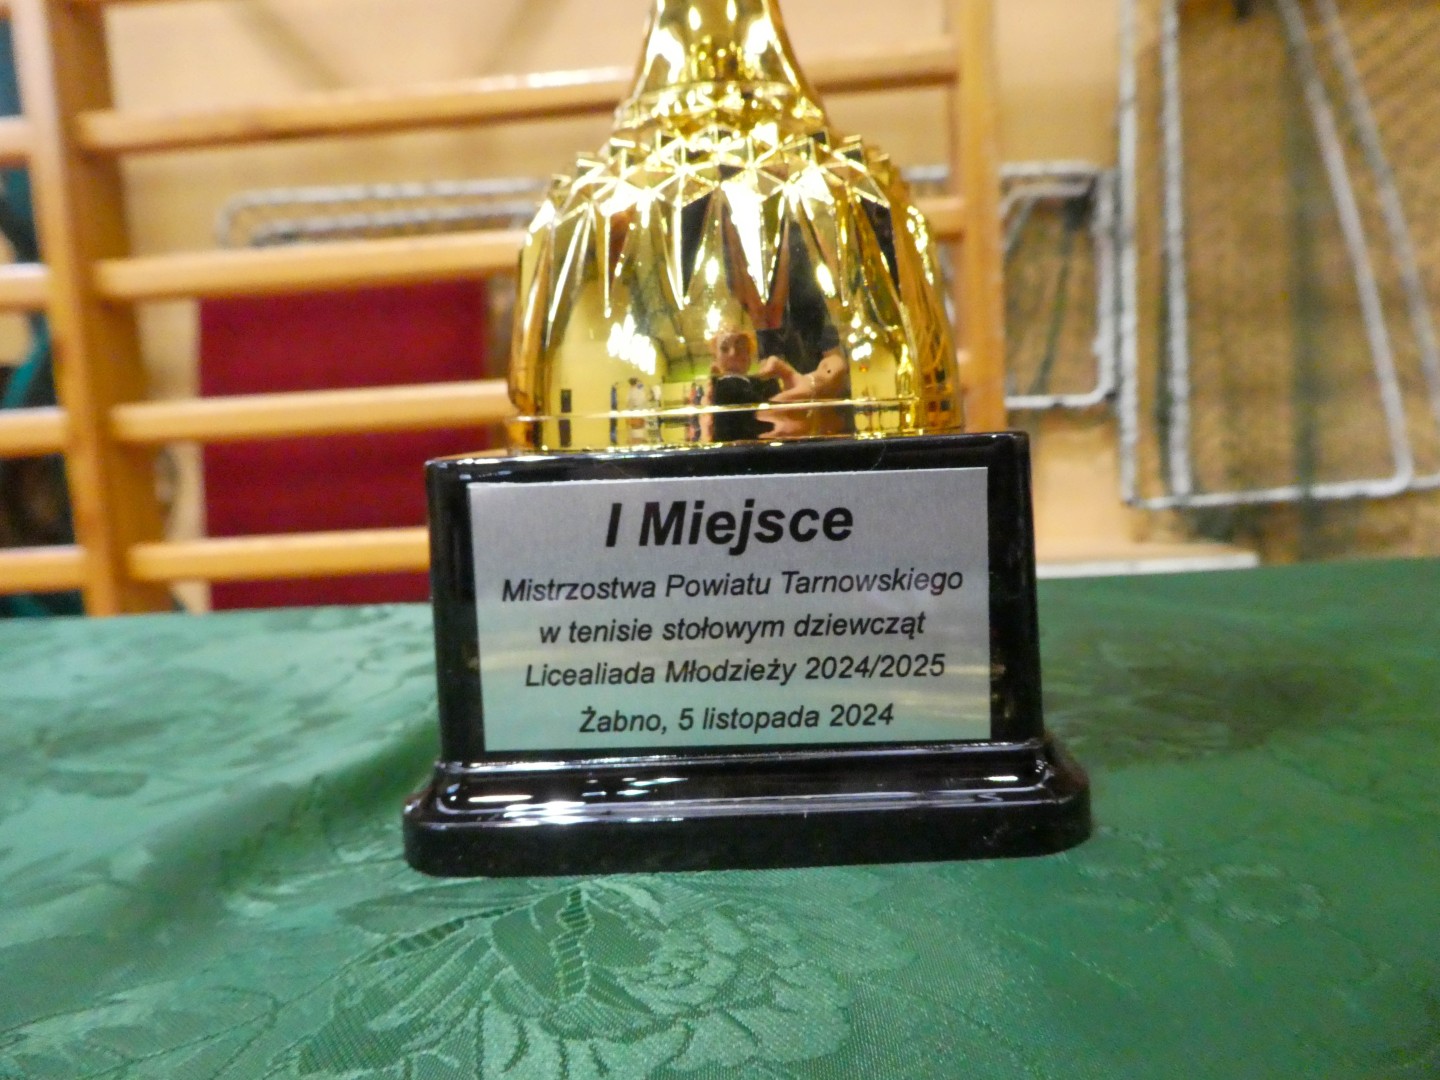 I Miejsce
Mistrzostwa Powiatu Tarnowskiego
w tenisie stołowym dziewcząt
Licealiada Młodzieży 2024/2025
Żabno, 5 listopada 2024